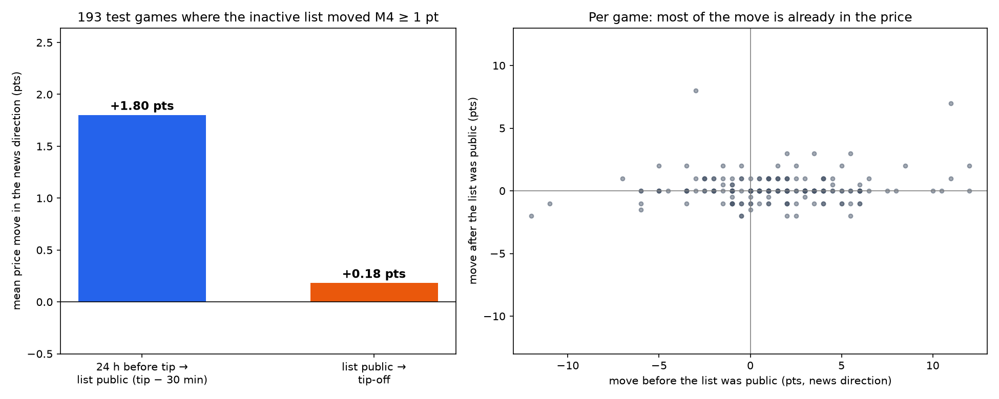 193 test games where the inactive list moved M4 ≥ 1 pt
mean price move in the news direction (pts)
2.5
2.0
1.5
1.0
0.5
0.0
−0.5
+1.80 pts
+0.18 pts
24 h before tip →
list public (tip − 30 min)
list public →
tip-off
Per game: most of the move is already in the price
move after the list was public (pts)
10
5
0
−5
−10
−10
−5
0
5
10
move before the list was public (pts, news direction)